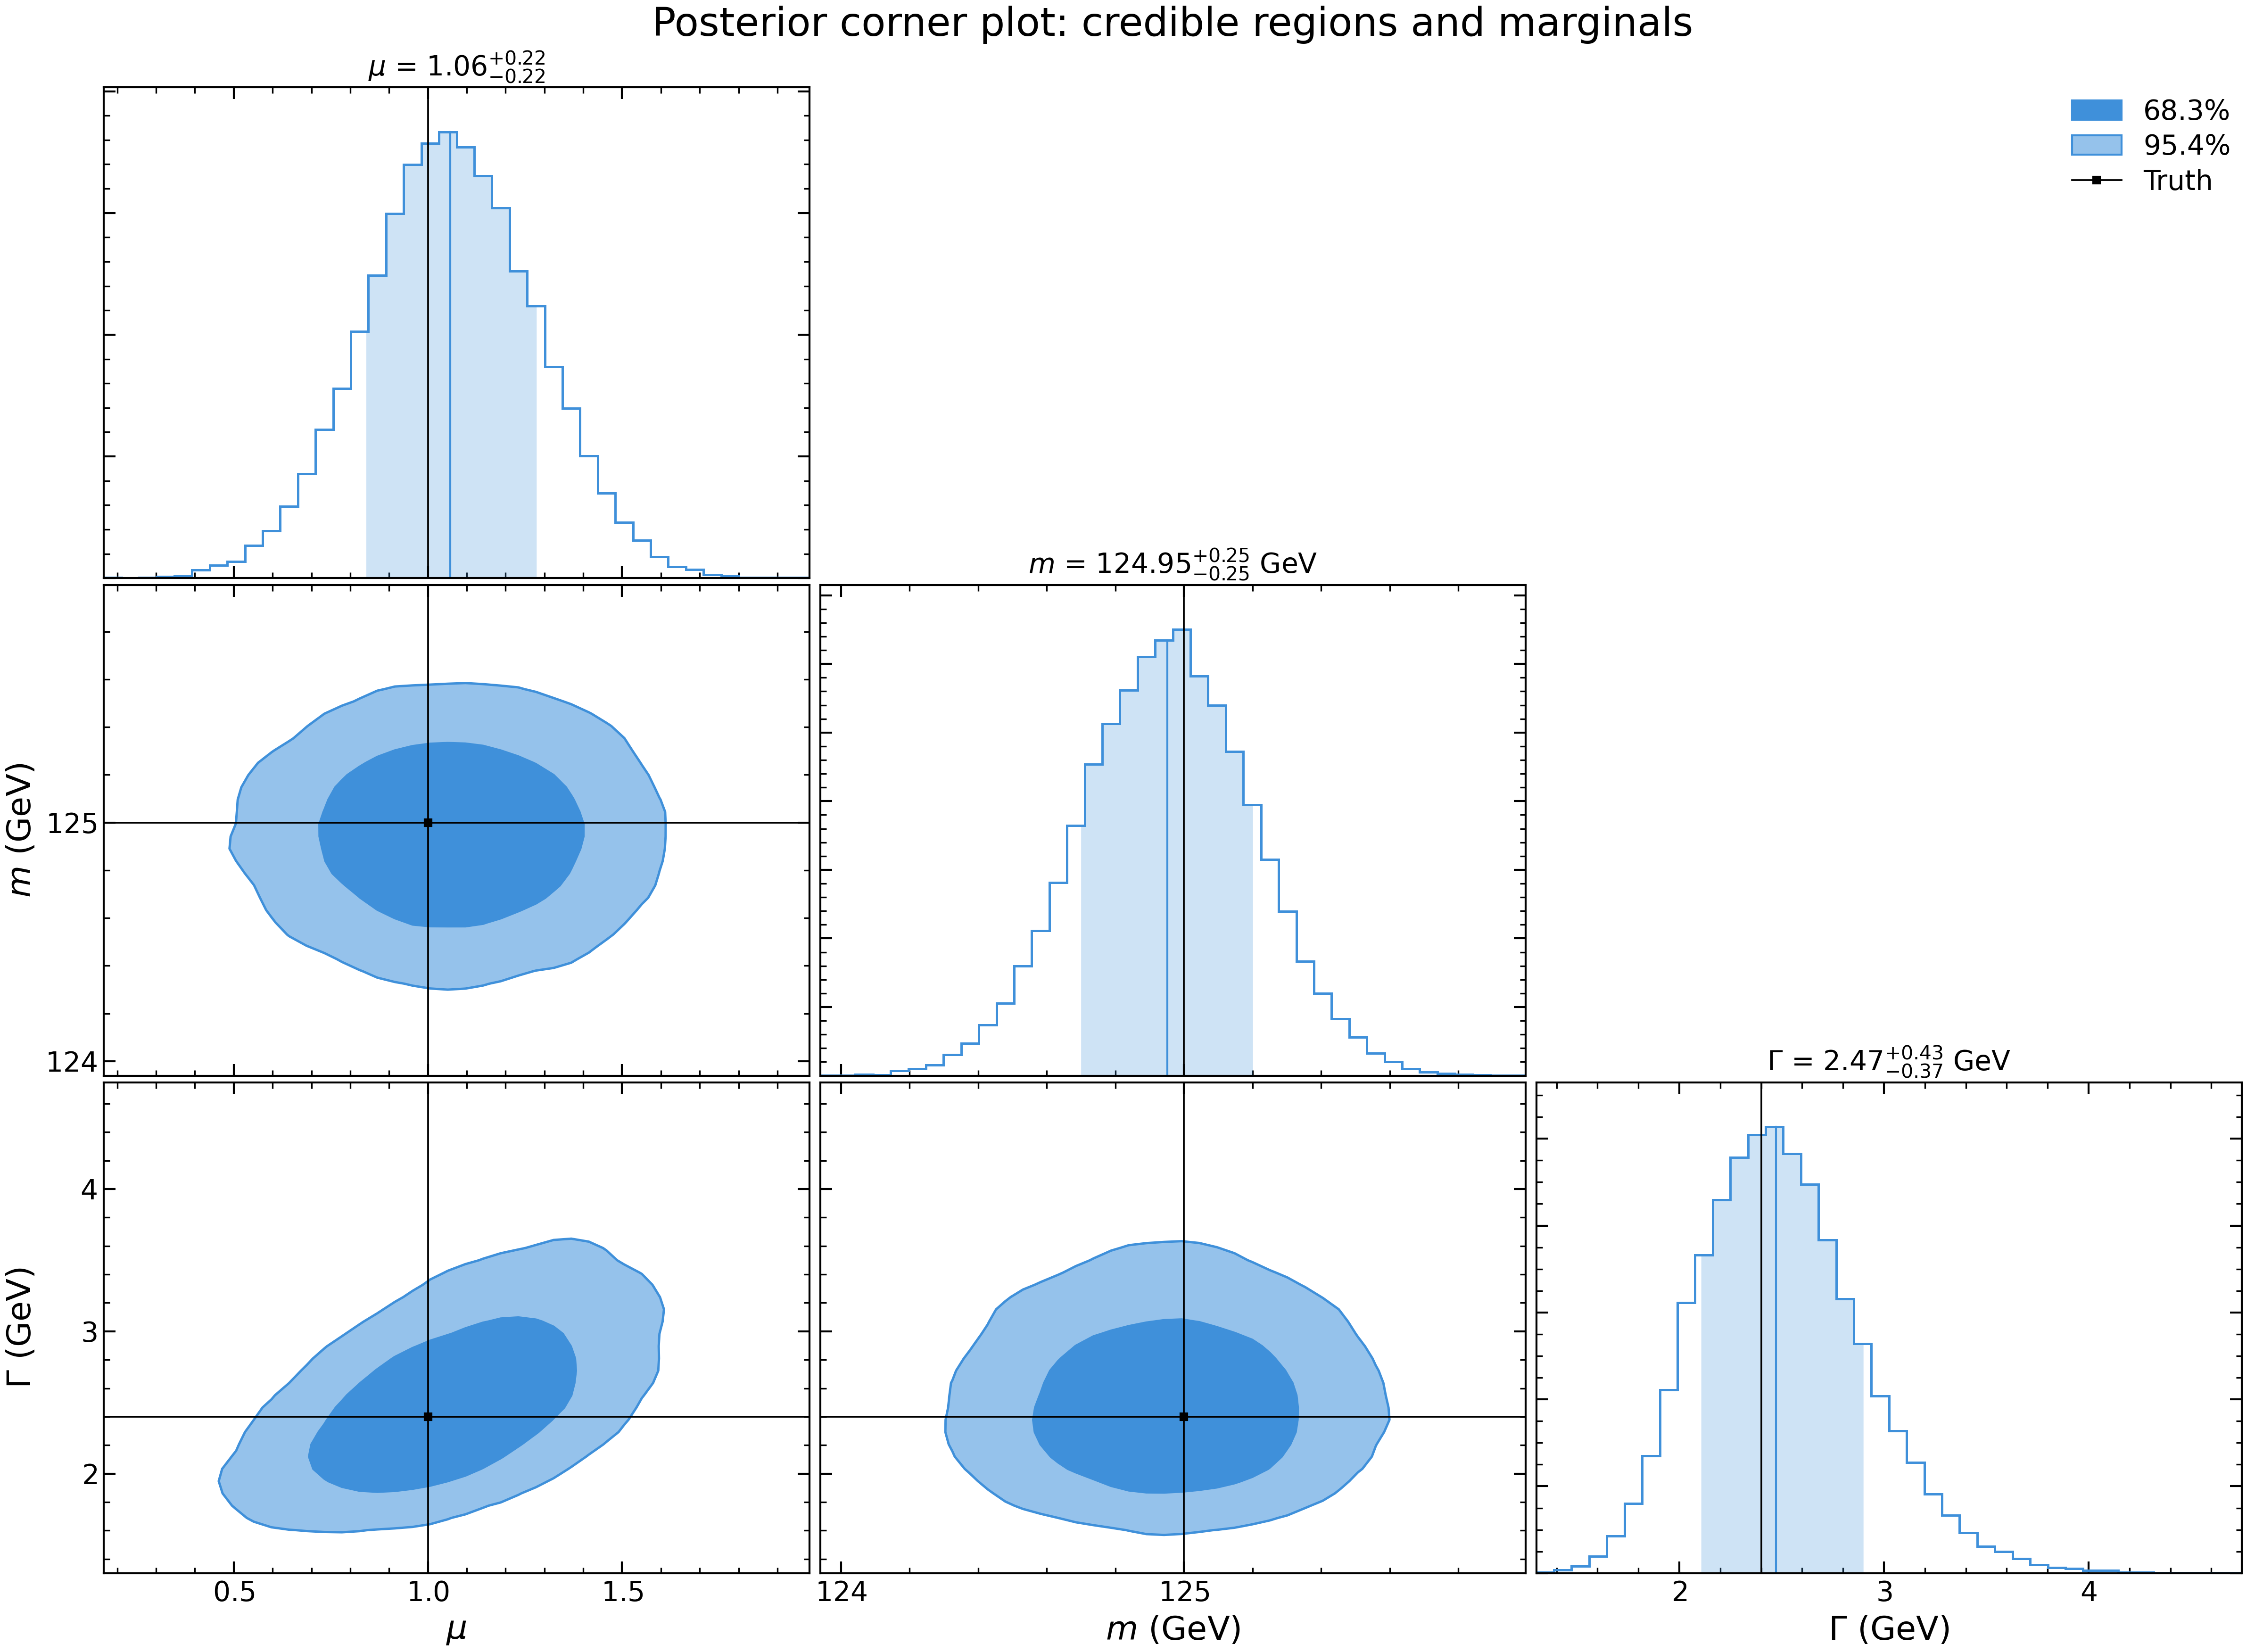 Posterior corner plot: credible regions and marginals
μ = 1.06+0.22 −0.22
68.3%
95.4%
Truth
m = 124.95+0.25 −0.25 GeV
m (GeV)
125
124
Γ = 2.47+0.43 −0.37 GeV
Γ (GeV)
4
3
2
0.5 1.0 1.5
μ
124 125
m (GeV)
2 3 4
Γ (GeV)